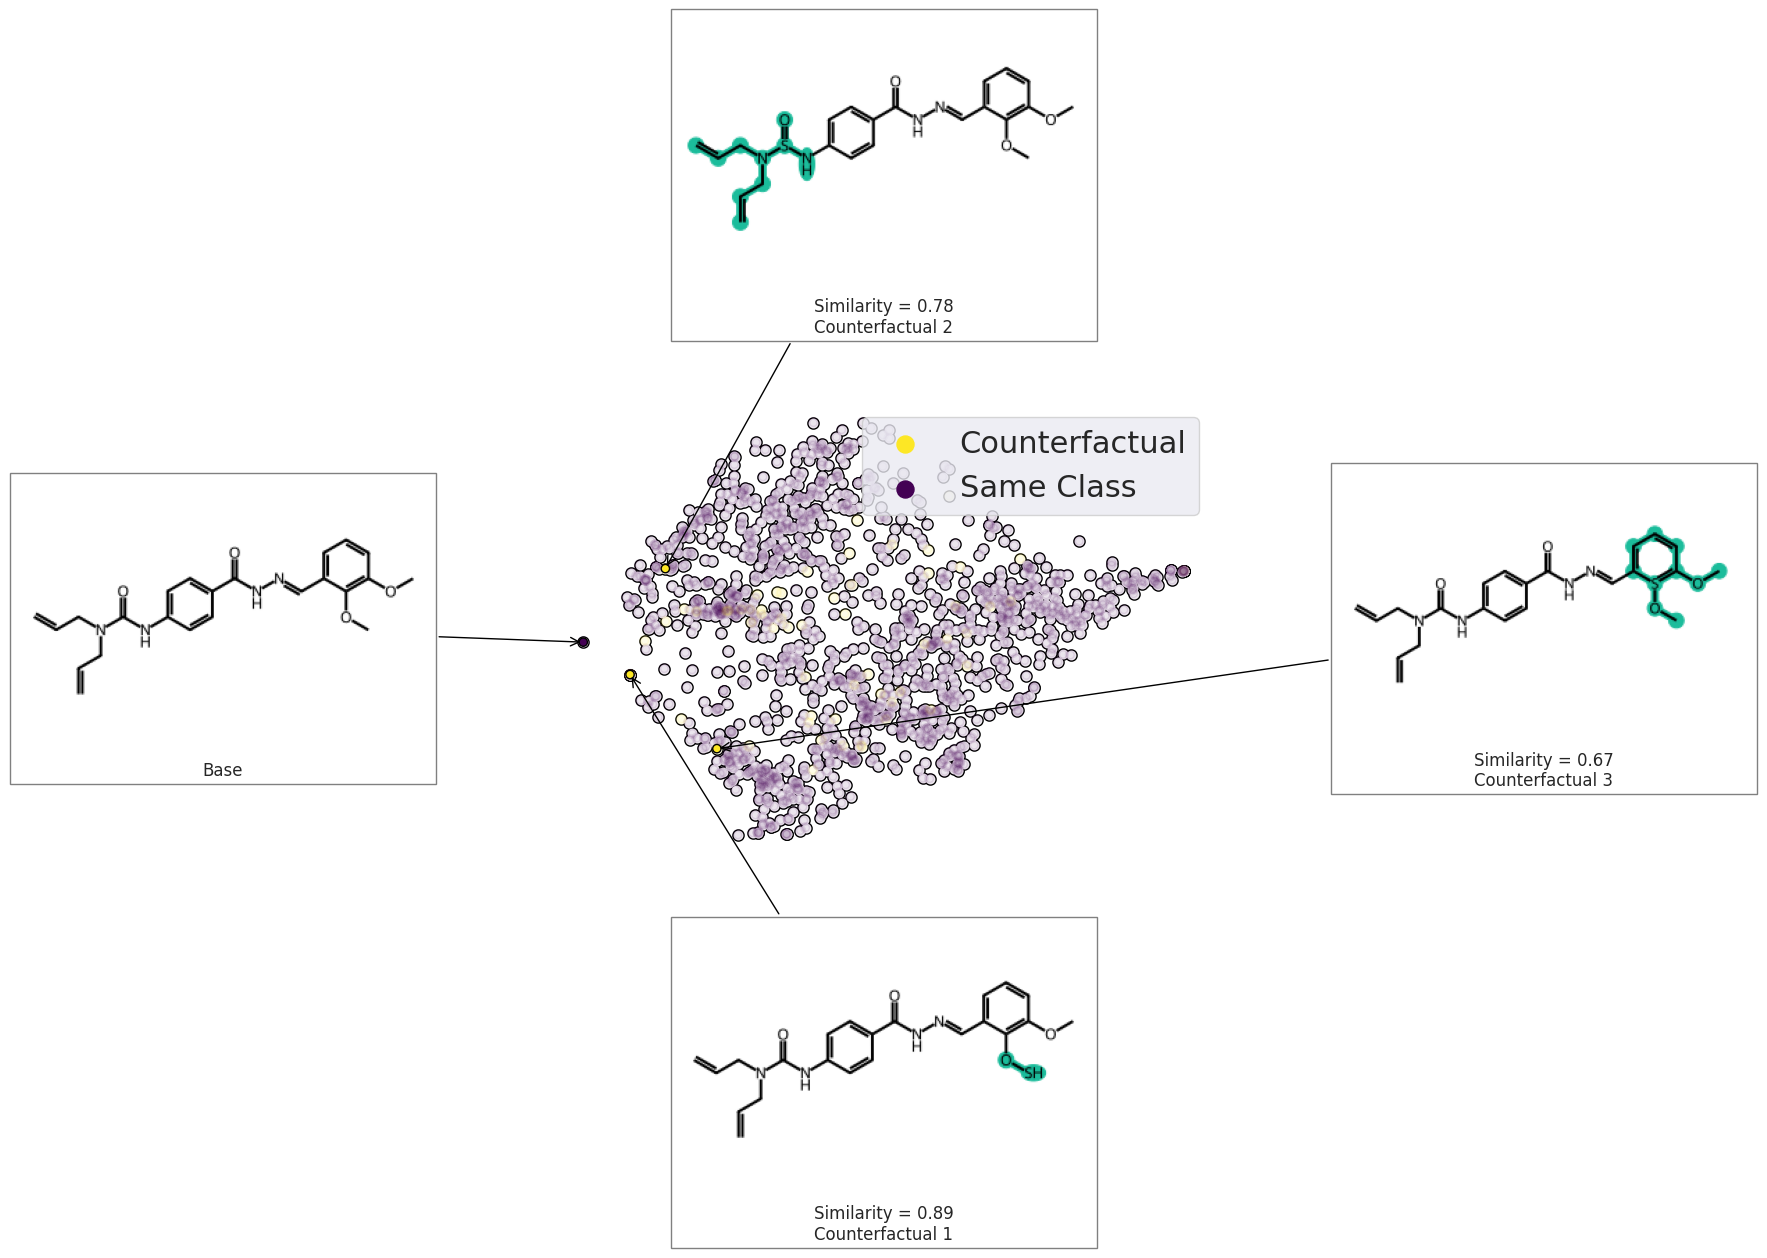 O
N
N
H
O
O
O
S
N
N
H
Similarity = 0.78
Counterfactual 2
Counterfactual
Same Class
O
N
N
H
O
O
O
N
N
H
Base
O
N
N
H
S
O
O
O
N
N
H
Similarity = 0.67
Counterfactual 3
O
N
N
H
O
O
SH
O
N
N
H
Similarity = 0.89
Counterfactual 1